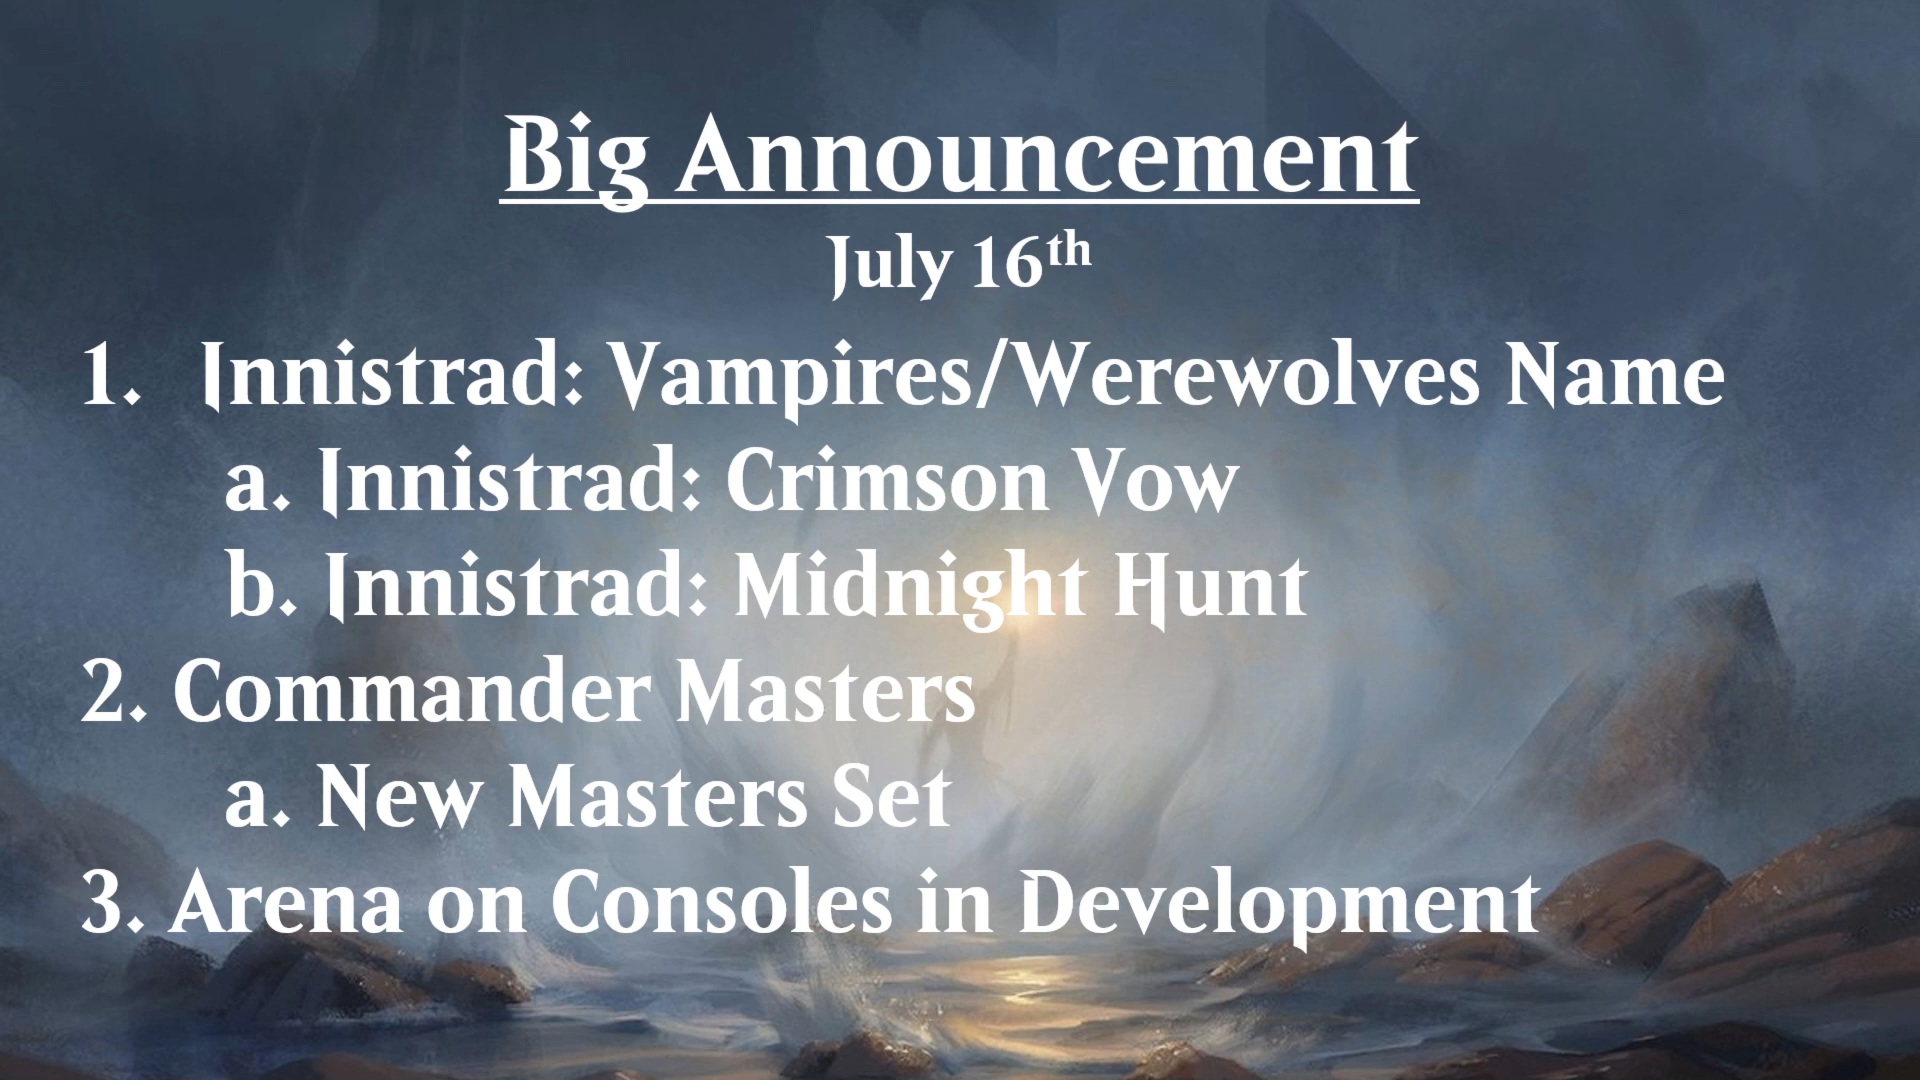 Big Announcement
July 16th
1. Innistrad: Vampires/Werewolves Name
a. Innistrad: Crimson Vow
b. Innistrad: Midnight Hunt
2. Commander Masters
a. New Masters Set
3. Arena on Consoles in Development